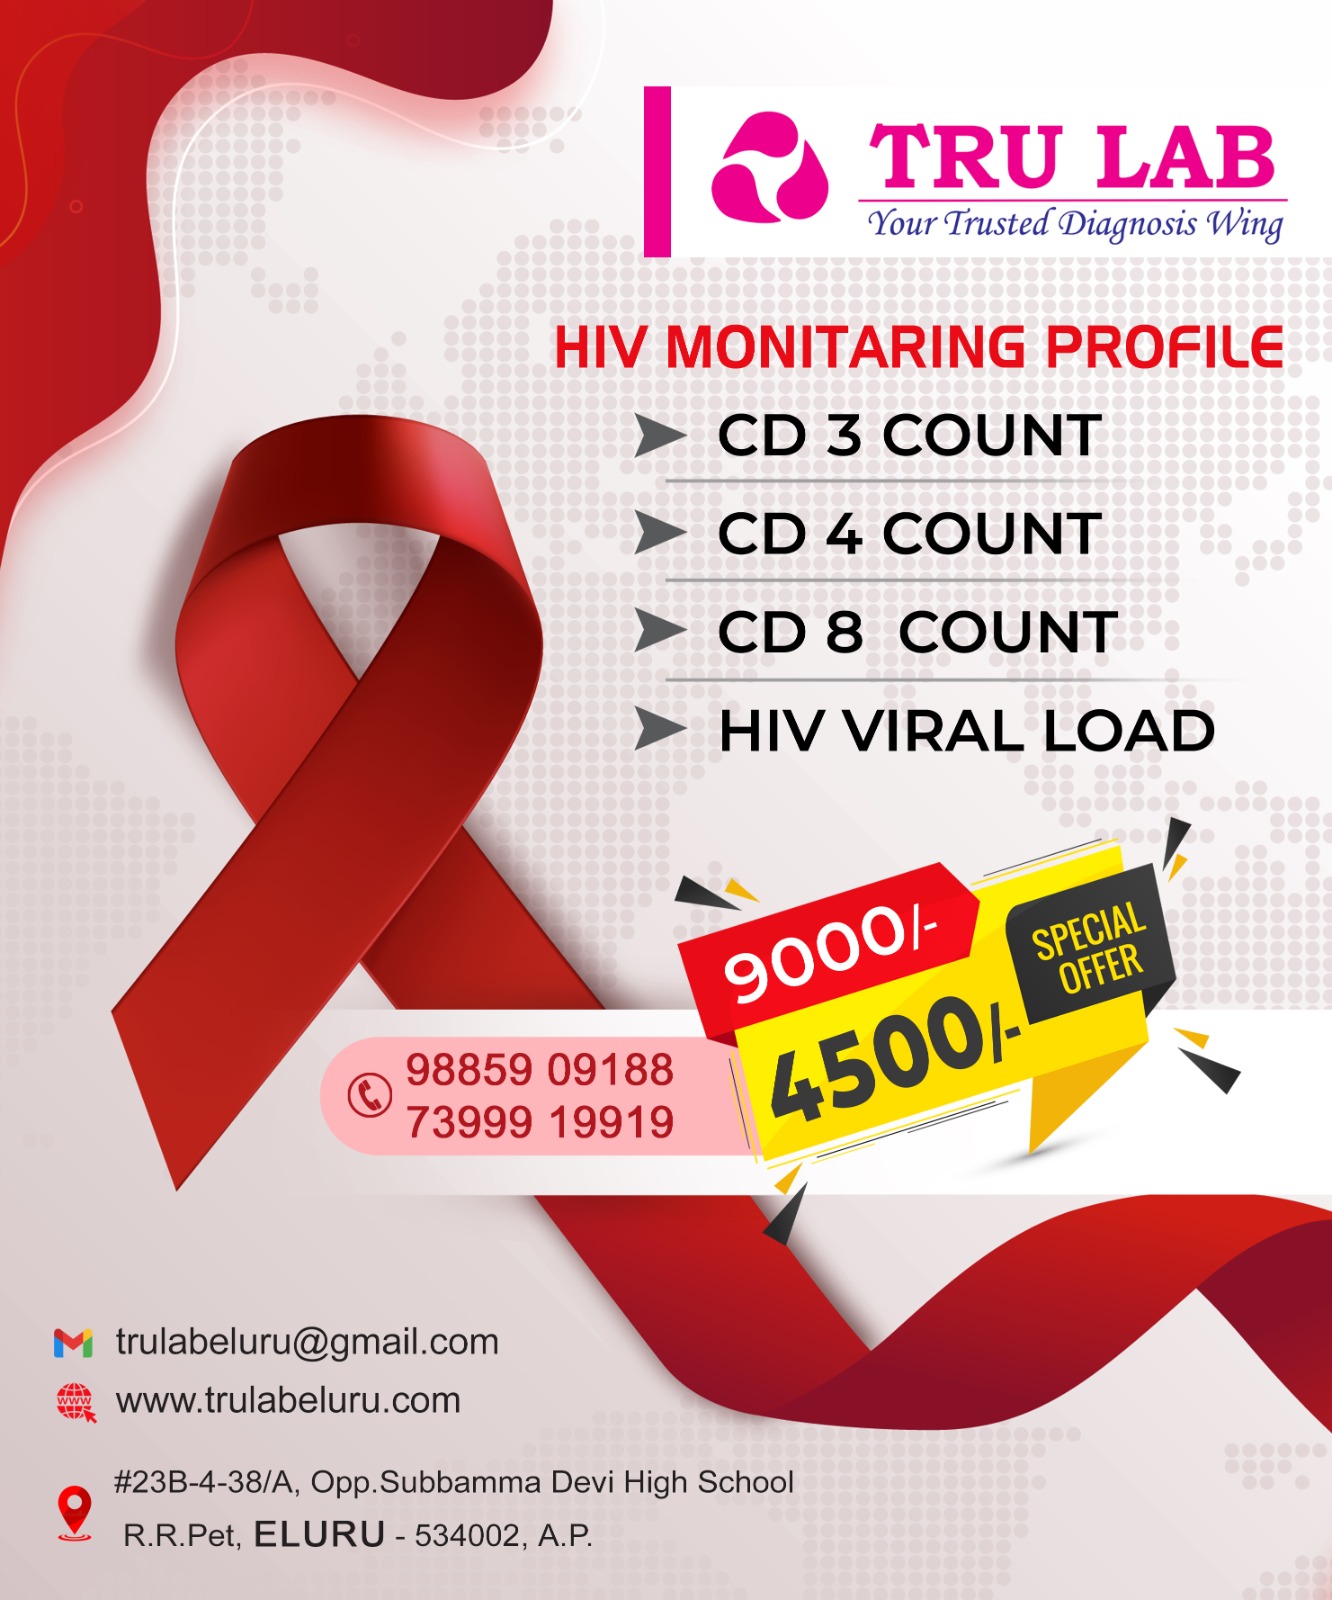 TRU LAB
Your Trusted Diagnosis Wing
HIV MONITARING PROFILE
CD 3 COUNT
CD 4 COUNT
CD 8 COUNT
HIV VIRAL LOAD
9000/-
SPECIAL
OFFER
4500/-
98859 09188
73999 19919
trulabeluru@gmail.com
www
www.trulabeluru.com
#23B-4-38/A, Opp.Subbamma Devi High School
R.R.Pet, ELURU - 534002, A.P.